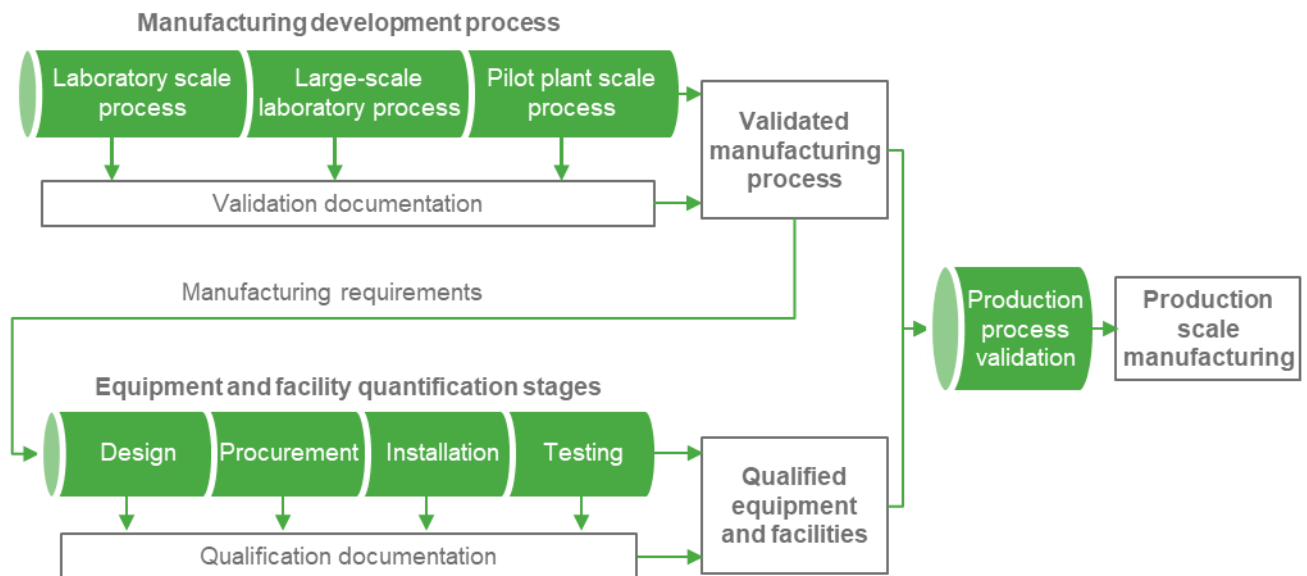 Manufacturing development process
Laboratory scale
process
Large-scale
laboratory process
Pilot plant scale
process
Validated
manufacturing
process
Validation documentation
Manufacturing requirements
Production
process
validation
Production
scale
manufacturing
Equipment and facility quantification stages
Design
Procurement
Installation
Testing
Qualified
equipment
and facilities
Qualification documentation